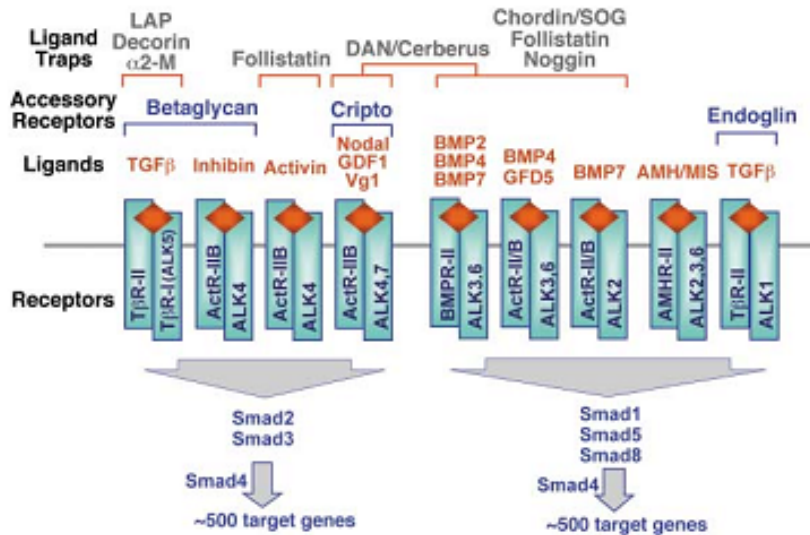 Ligand
Traps
LAP
Decorin
α2-M
Follistatin
DAN/Cerberus
Chordin/SOG
Follistatin
Noggin
Accessory
Receptors
Betaglycan
Cripto
Endoglin
Ligands
TGFβ
Inhibin
Activin
Nodal
GDF1
Vg1
BMP2
BMP4
BMP7
BMP4
GFD5
BMP7
AMH/MIS
TGFβ
Receptors
TβR-II
TβR-I (ALK5)
ActR-IIB
ALK4
ActR-IIB
ALK4
ActR-IIB
ALK4,7
BMPR-II
ALK3,6
ActR-II/B
ALK3,6
ActR-II/B
ALK2
AMHR-II
ALK2,3,6
TβR-II
ALK1
Smad2
Smad3
Smad4
~500 target genes
Smad1
Smad5
Smad8
Smad4
~500 target genes